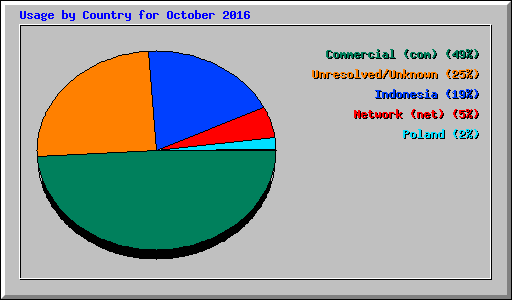 Usage by Country for October 2016
Commercial (com) (49%)
Unresolved/Unknown (25%)
Indonesia (19%)
Network (net) (5%)
Poland (2%)